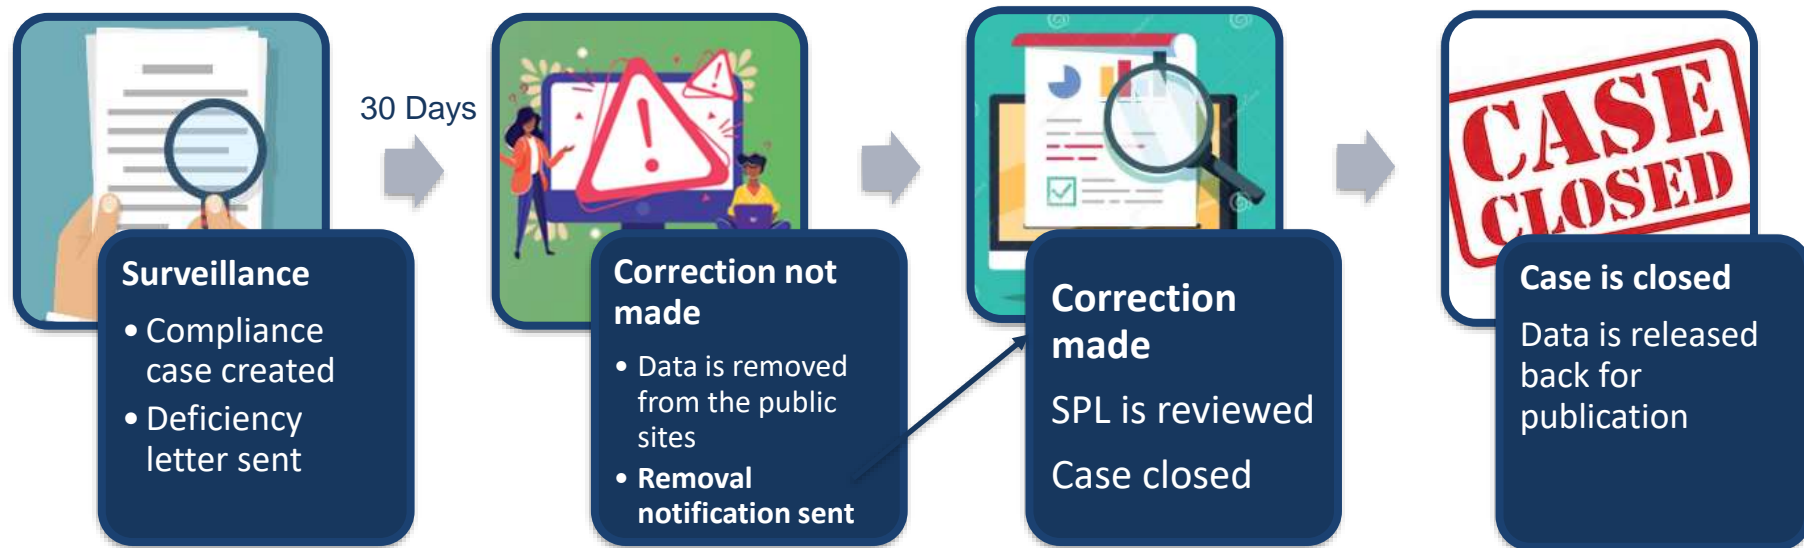 30 Days
Surveillance
• Compliance
case created
• Deficiency
letter sent
Correction not
made
• Data is removed
from the public
sites
• Removal
notification sent
Correction
made
SPL is reviewed
Case closed
CASE
CLOSED
Case is closed
Data is released
back for
publication